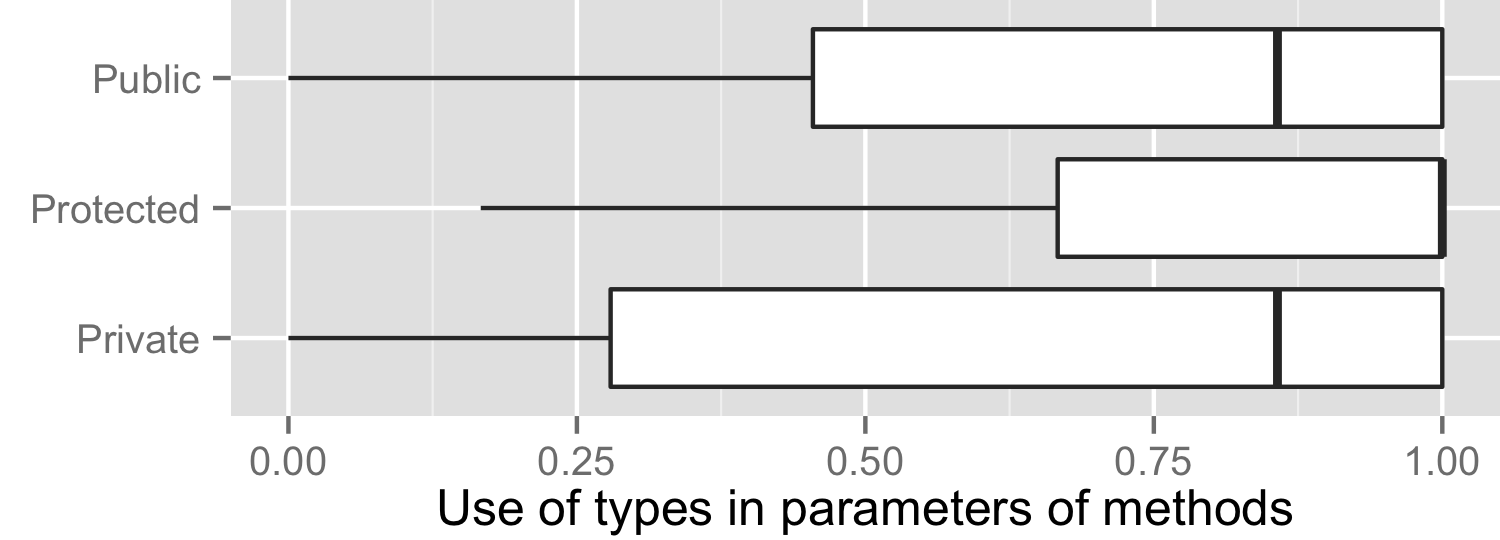 Public
Protected
Private
0.00 0.25 0.50 0.75 1.00
Use of types in parameters of methods